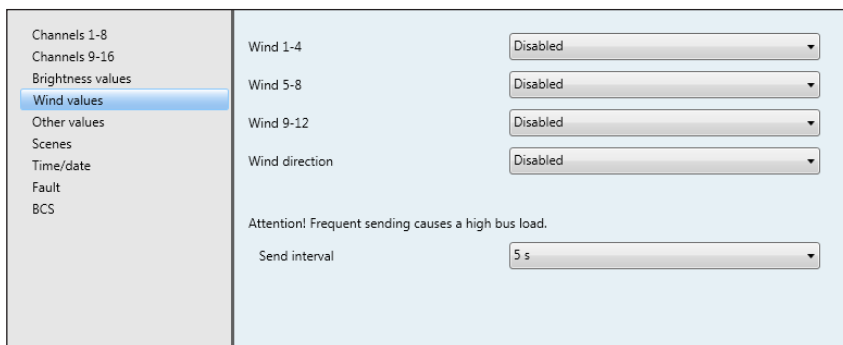 Channels 1-8
Channels 9-16
Brightness values
Wind values
Other values
Scenes
Time/date
Fault
BCS
Wind 1-4 Disabled
Wind 5-8 Disabled
Wind 9-12 Disabled
Wind direction Disabled
Attention! Frequent sending causes a high bus load.
Send interval 5 s